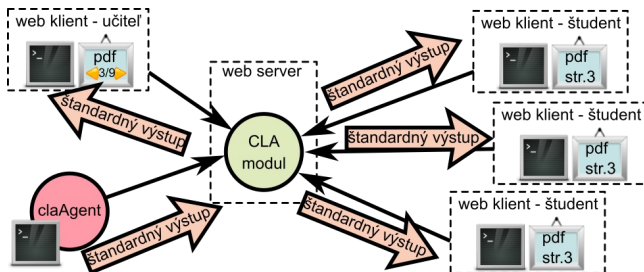 web klient - učiteľ
>_
pdf
3/9
štandardný výstup
web server
CLA
modul
claAgent
>_
štandardný výstup
štandardný výstup
web klient - študent
>_
pdf
str.3
štandardný výstup
web klient - študent
>_
pdf
str.3
štandardný výstup
web klient - študent
>_
pdf
str.3